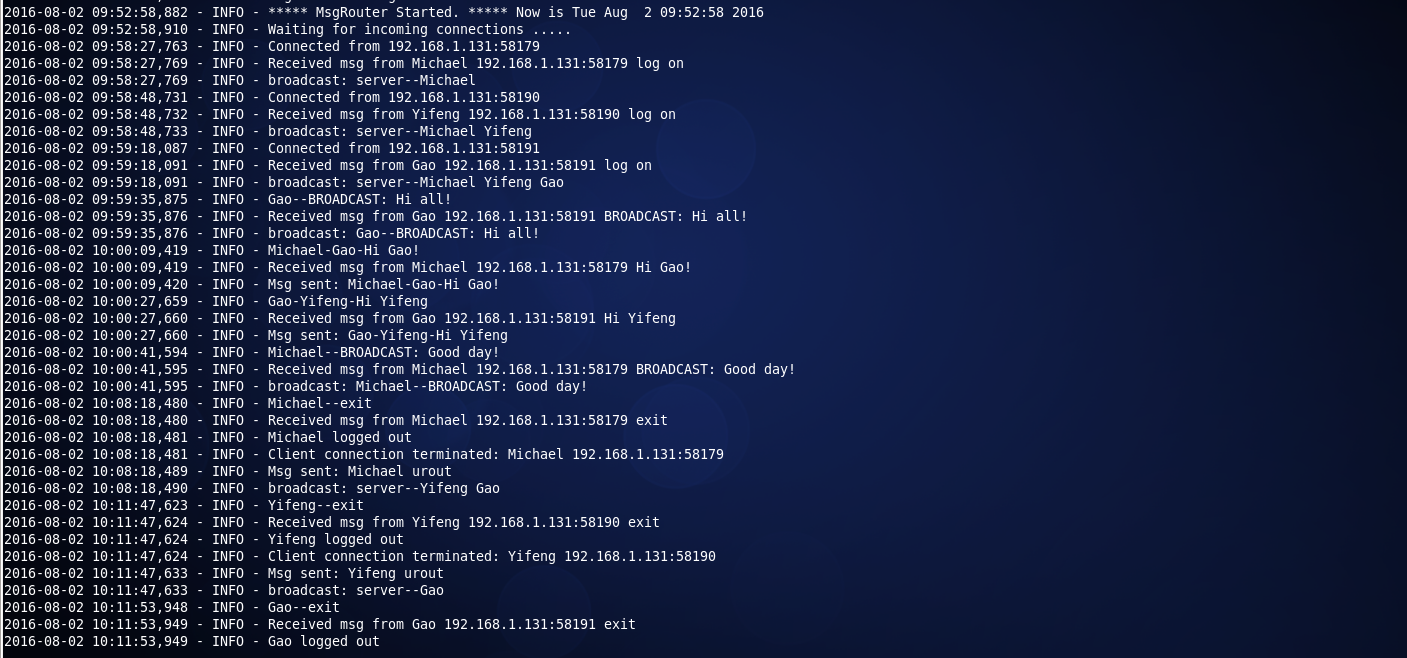 2016-08-02 09:52:58,882 - INFO - ***** MsgRouter Started. ***** Now is Tue Aug  2 09:52:58 2016
2016-08-02 09:52:58,910 - INFO - Waiting for incoming connections .....
2016-08-02 09:58:27,763 - INFO - Connected from 192.168.1.131:58179
2016-08-02 09:58:27,769 - INFO - Received msg from Michael 192.168.1.131:58179 log on
2016-08-02 09:58:27,769 - INFO - broadcast: server--Michael
2016-08-02 09:58:48,731 - INFO - Connected from 192.168.1.131:58190
2016-08-02 09:58:48,732 - INFO - Received msg from Yifeng 192.168.1.131:58190 log on
2016-08-02 09:58:48,733 - INFO - broadcast: server--Michael Yifeng
2016-08-02 09:59:18,087 - INFO - Connected from 192.168.1.131:58191
2016-08-02 09:59:18,091 - INFO - Received msg from Gao 192.168.1.131:58191 log on
2016-08-02 09:59:18,091 - INFO - broadcast: server--Michael Yifeng Gao
2016-08-02 09:59:35,875 - INFO - Gao--BROADCAST: Hi all!
2016-08-02 09:59:35,876 - INFO - Received msg from Gao 192.168.1.131:58191 BROADCAST: Hi all!
2016-08-02 09:59:35,876 - INFO - broadcast: Gao--BROADCAST: Hi all!
2016-08-02 10:00:09,419 - INFO - Michael-Gao-Hi Gao!
2016-08-02 10:00:09,419 - INFO - Received msg from Michael 192.168.1.131:58179 Hi Gao!
2016-08-02 10:00:09,420 - INFO - Msg sent: Michael-Gao-Hi Gao!
2016-08-02 10:00:27,659 - INFO - Gao-Yifeng-Hi Yifeng
2016-08-02 10:00:27,660 - INFO - Received msg from Gao 192.168.1.131:58191 Hi Yifeng
2016-08-02 10:00:27,660 - INFO - Msg sent: Gao-Yifeng-Hi Yifeng
2016-08-02 10:00:41,594 - INFO - Michael--BROADCAST: Good day!
2016-08-02 10:00:41,595 - INFO - Received msg from Michael 192.168.1.131:58179 BROADCAST: Good day!
2016-08-02 10:00:41,595 - INFO - broadcast: Michael--BROADCAST: Good day!
2016-08-02 10:08:18,480 - INFO - Michael--exit
2016-08-02 10:08:18,480 - INFO - Received msg from Michael 192.168.1.131:58179 exit
2016-08-02 10:08:18,481 - INFO - Michael logged out
2016-08-02 10:08:18,481 - INFO - Client connection terminated: Michael 192.168.1.131:58179
2016-08-02 10:08:18,489 - INFO - Msg sent: Michael urout
2016-08-02 10:08:18,490 - INFO - broadcast: server--Yifeng Gao
2016-08-02 10:11:47,623 - INFO - Yifeng--exit
2016-08-02 10:11:47,624 - INFO - Received msg from Yifeng 192.168.1.131:58190 exit
2016-08-02 10:11:47,624 - INFO - Yifeng logged out
2016-08-02 10:11:47,624 - INFO - Client connection terminated: Yifeng 192.168.1.131:58190
2016-08-02 10:11:47,633 - INFO - Msg sent: Yifeng urout
2016-08-02 10:11:47,633 - INFO - broadcast: server--Gao
2016-08-02 10:11:53,948 - INFO - Gao--exit
2016-08-02 10:11:53,949 - INFO - Received msg from Gao 192.168.1.131:58191 exit
2016-08-02 10:11:53,949 - INFO - Gao logged out